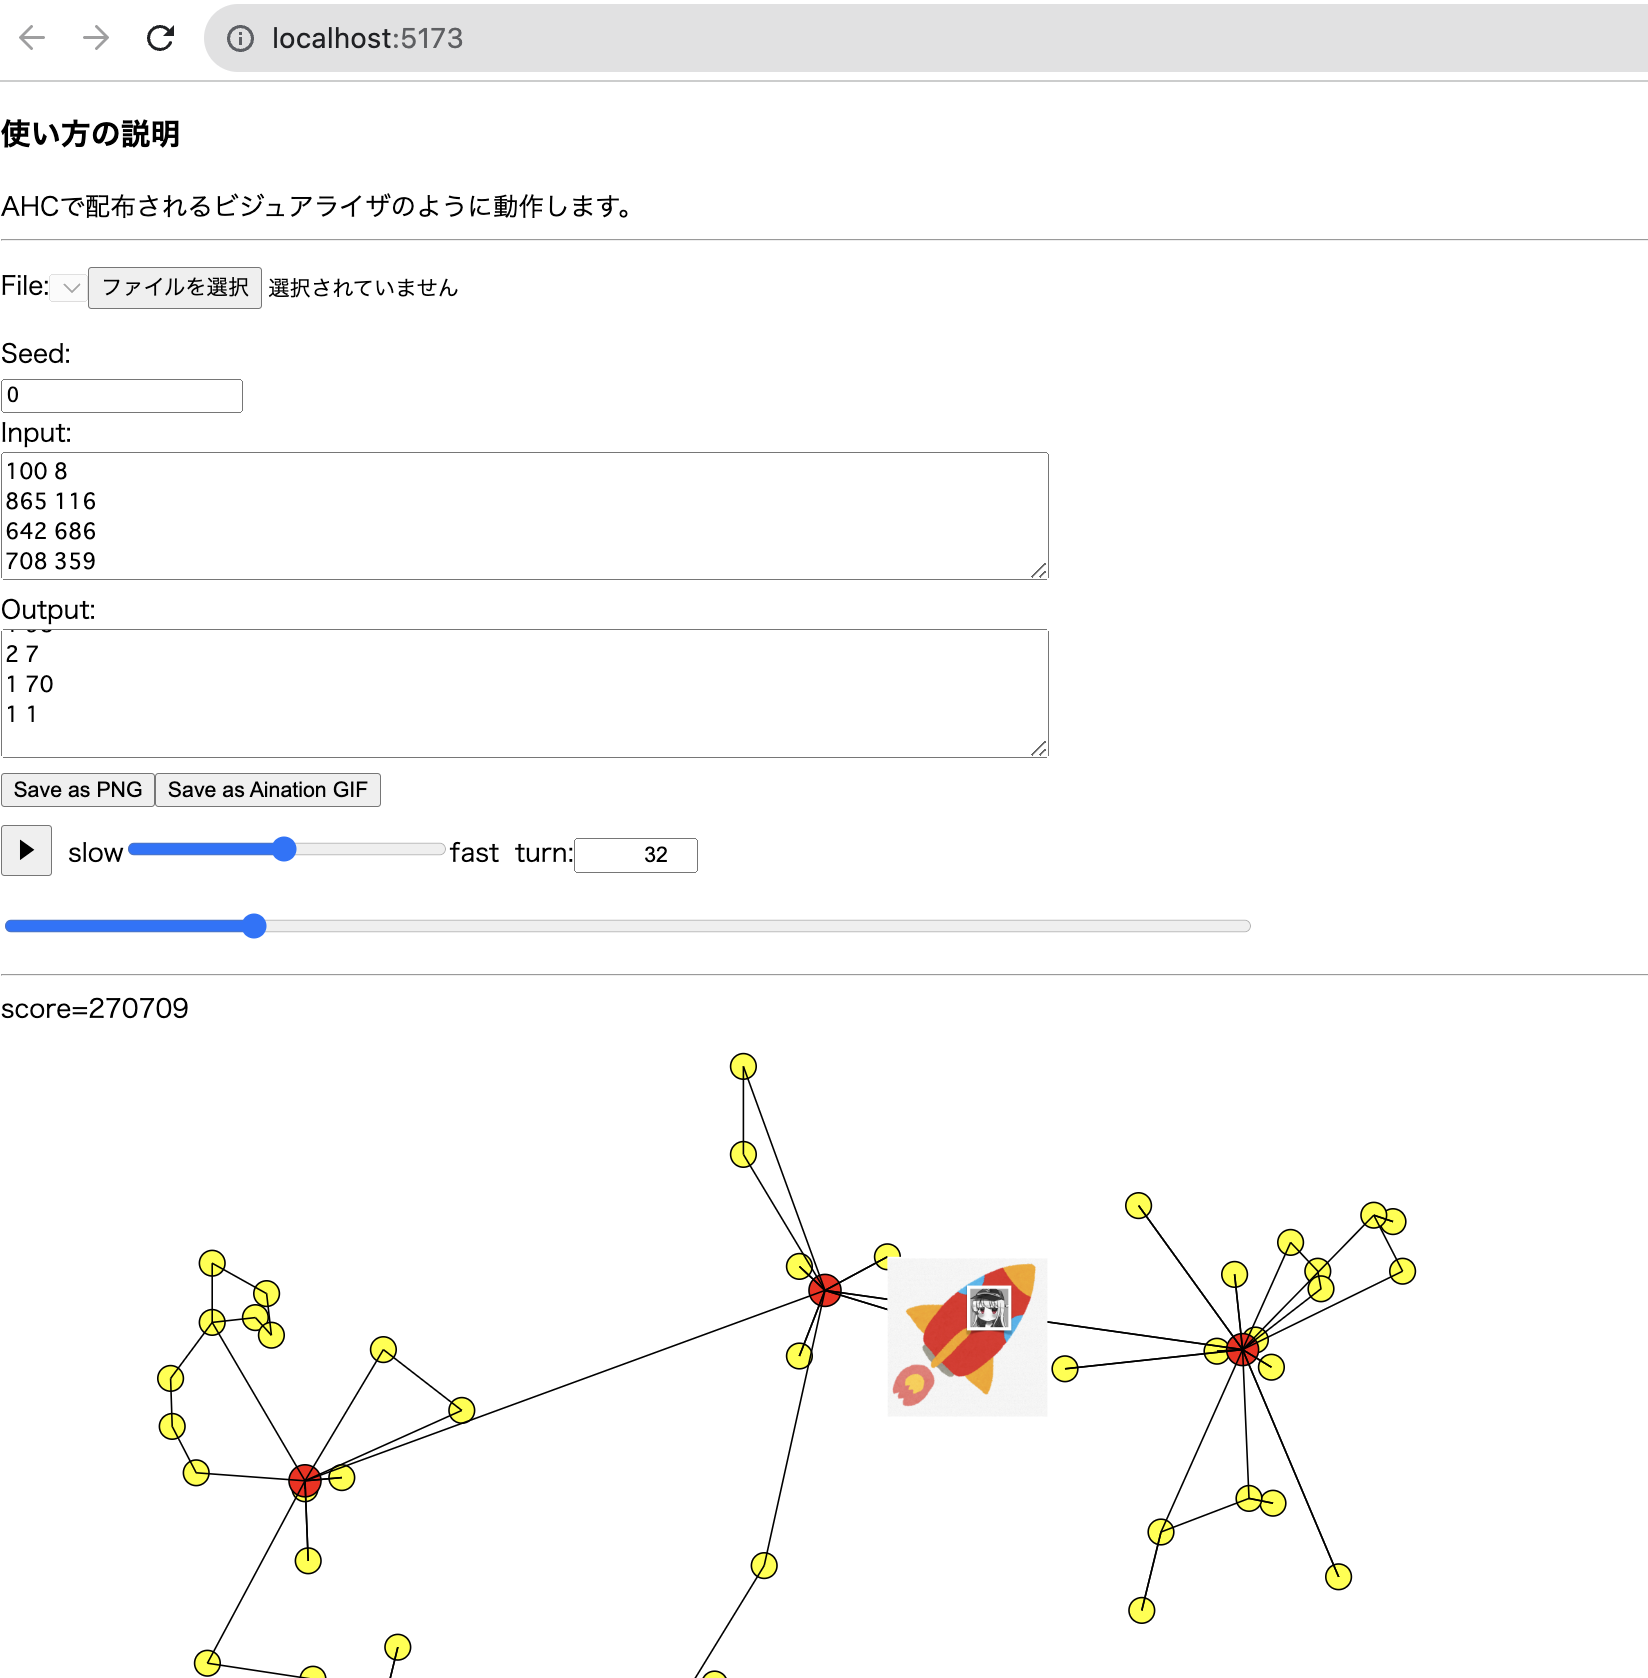 localhost:5173
使い方の説明
AHCで配布されるビジュアライザのように動作します。
File: ファイルを選択 選択されていません
Seed:
0
Input:
100 8
865 116
642 686
708 359
Output:
2 7
1 70
1 1
Save as PNG Save as Aination GIF
slow fast turn: 32
score=270709